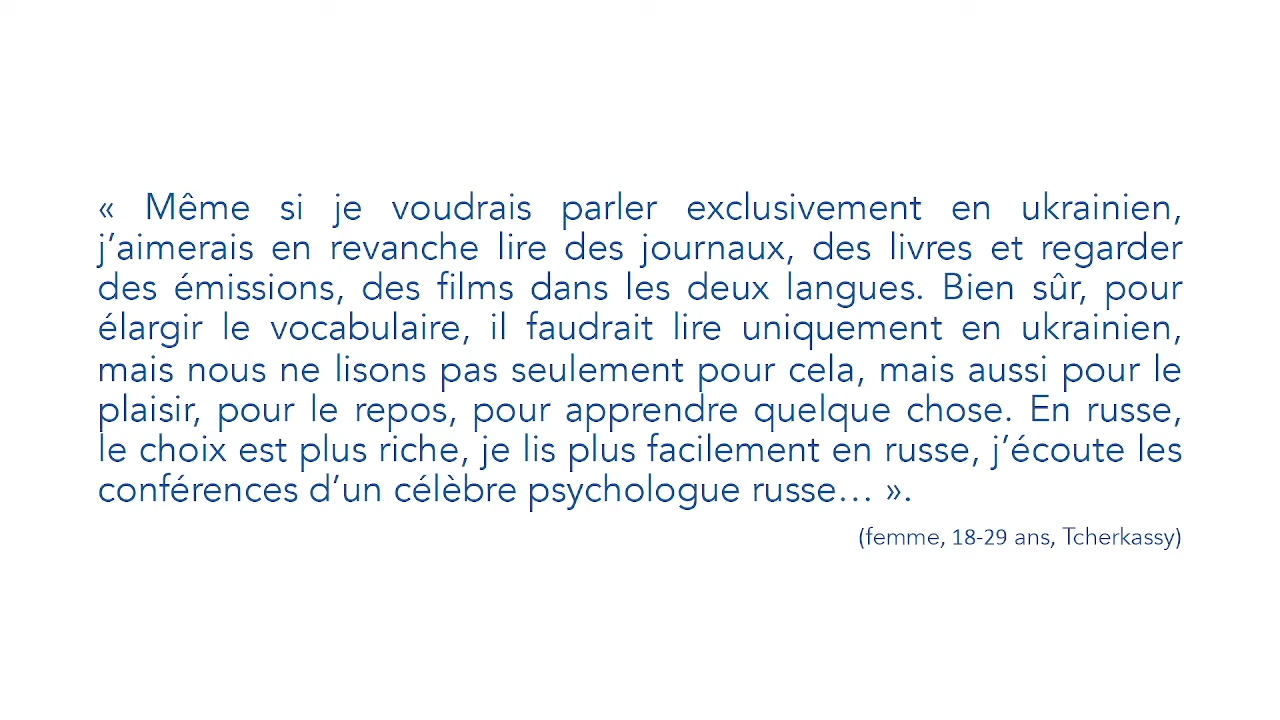 « Même si je voudrais parler exclusivement en ukrainien,
j’aimerais en revanche lire des journaux, des livres et regarder
des émissions, des films dans les deux langues. Bien sûr, pour
élargir le vocabulaire, il faudrait lire uniquement en ukrainien,
mais nous ne lisons pas seulement pour cela, mais aussi pour le
plaisir, pour le repos, pour apprendre quelque chose. En russe,
le choix est plus riche, je lis plus facilement en russe, j’écoute les
conférences d’un célèbre psychologue russe… ».
(femme, 18-29 ans, Tcherkassy)